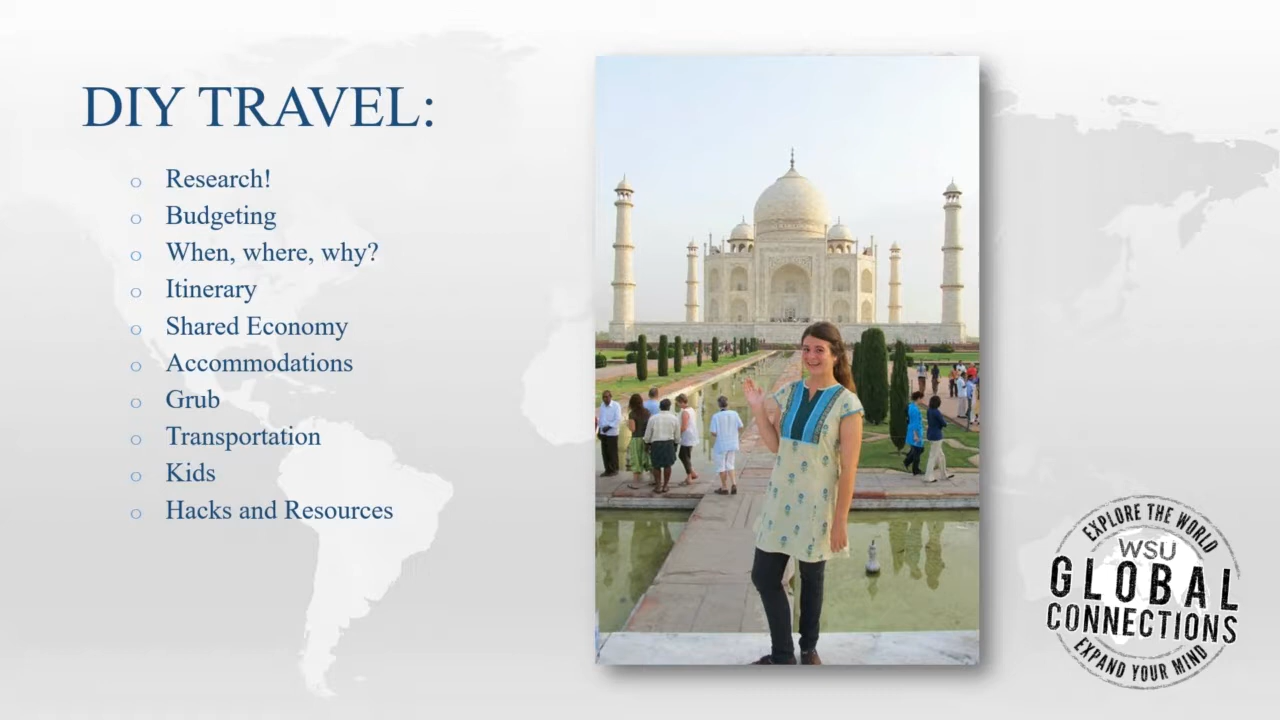 DIY TRAVEL:
Research!
Budgeting
When, where, why?
Itinerary
Shared Economy
Accommodations
Grub
Transportation
Kids
Hacks and Resources
EXPLORE THE WORLD
WSU
GLOBAL
CONNECTIONS
EXPAND YOUR MIND